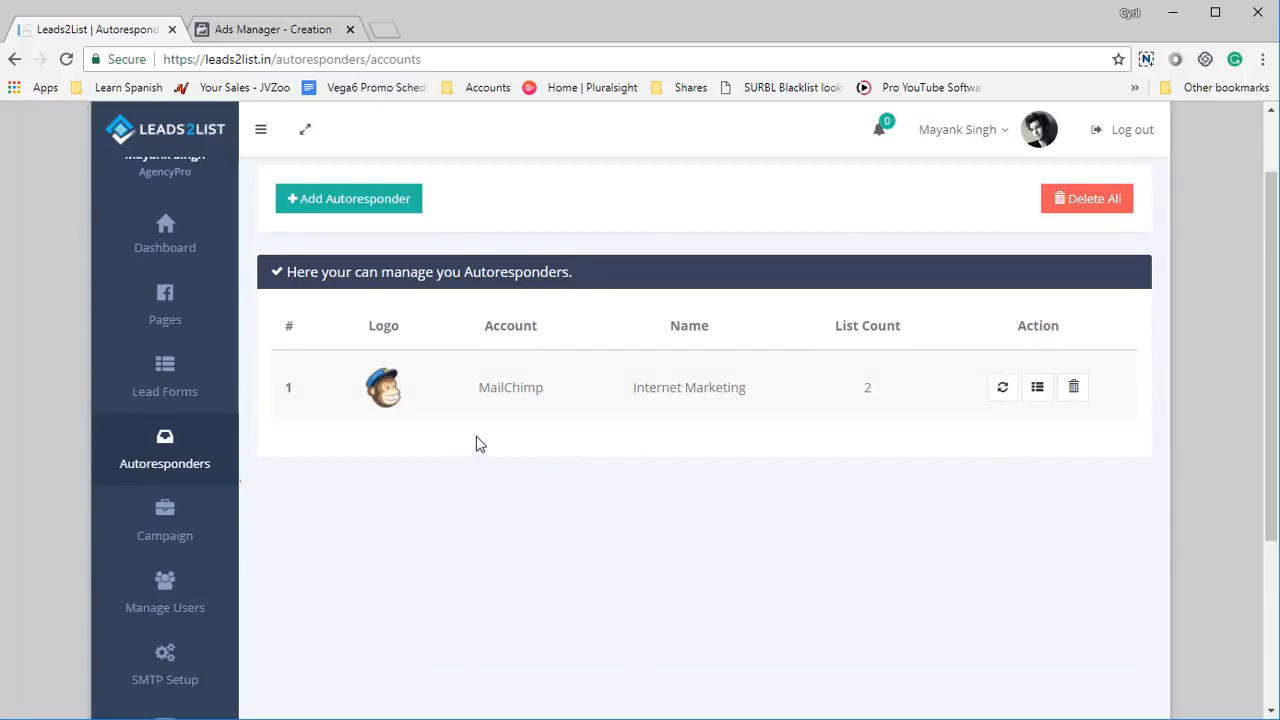 Cyril
Leads2List | Autorespond
Ads Manager - Creation
Secure
https://leads2list.in/autoresponders/accounts
Apps
Learn Spanish
Your Sales - JVZoo
Vega6 Promo Sched
Accounts
Home | Pluralsight
Shares
SURBL Blacklist look
Pro YouTube Softwa
»
Other bookmarks
LEADS2LIST
0
Mayank Singh
Log out
Mayank Singh
AgencyPro
Dashboard
Pages
Lead Forms
Autoresponders
Campaign
Manage Users
SMTP Setup
+ Add Autoresponder
Delete All
Here your can manage you Autoresponders.
# Logo Account Name List Count Action
1 MailChimp Internet Marketing 2